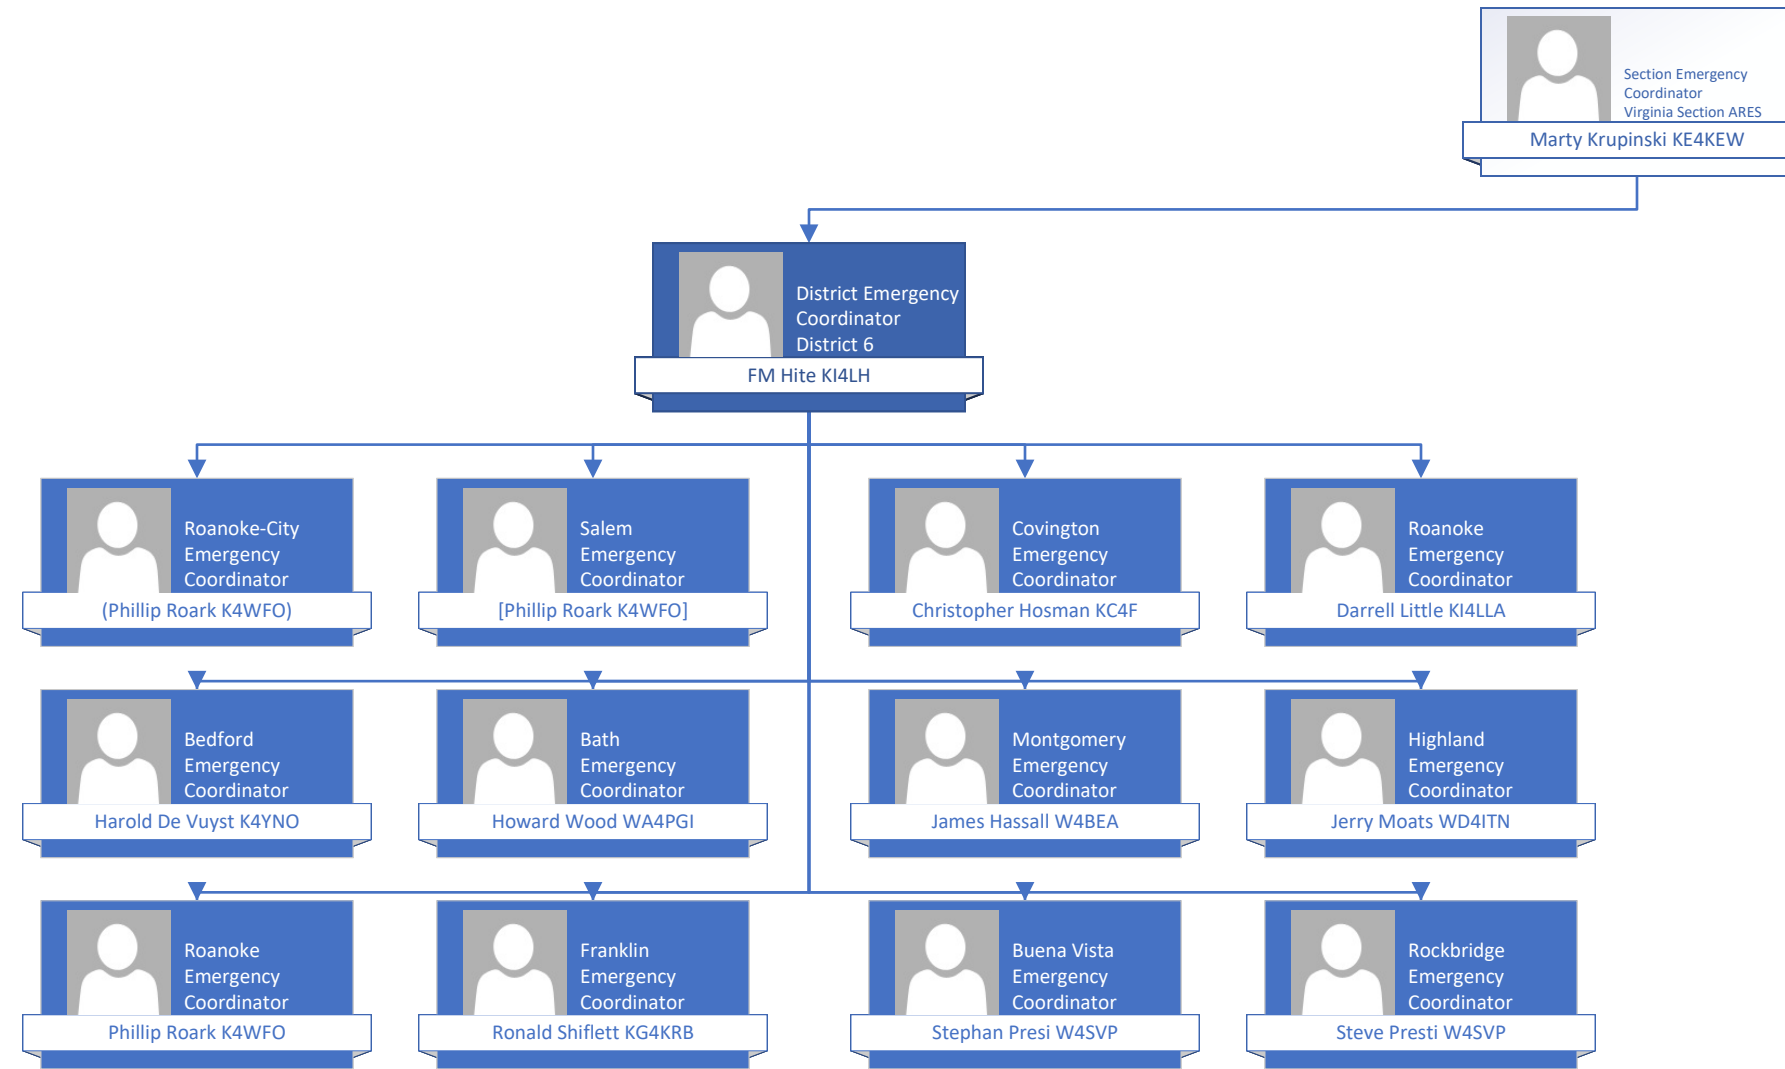 Section Emergency
Coordinator
Virginia Section ARES
Marty Krupinski KE4KEW
District Emergency
Coordinator
District 6
FM Hite KI4LH
Roanoke-City
Emergency
Coordinator
(Phillip Roark K4WFO)
Salem
Emergency
Coordinator
[Phillip Roark K4WFO]
Covington
Emergency
Coordinator
Christopher Hosman KC4F
Roanoke
Emergency
Coordinator
Darrell Little KI4LLA
Bedford
Emergency
Coordinator
Harold De Vuyst K4YNO
Bath
Emergency
Coordinator
Howard Wood WA4PGI
Montgomery
Emergency
Coordinator
James Hassall W4BEA
Highland
Emergency
Coordinator
Jerry Moats WD4ITN
Roanoke
Emergency
Coordinator
Phillip Roark K4WFO
Franklin
Emergency
Coordinator
Ronald Shiflett KG4KRB
Buena Vista
Emergency
Coordinator
Stephan Presi W4SVP
Rockbridge
Emergency
Coordinator
Steve Presti W4SVP